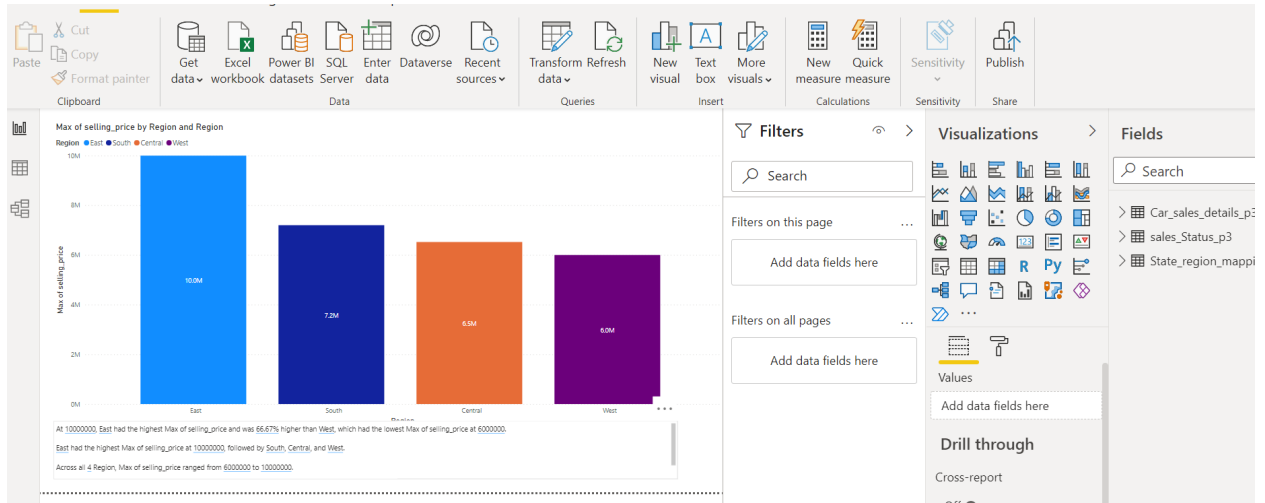 Cut
Copy
Format painter
Paste
Clipboard
Get data
Excel workbook
Power BI datasets
SQL Server
Enter data
Dataverse
Recent sources
Data
Transform data
Refresh
Queries
New visual
Text box
More visuals
Insert
New measure
Quick measure
Calculations
Sensitivity
Sensitivity
Publish
Share
Max of selling_price by Region and Region
Region East South Central West
10M
8M
6M
4M
2M
0M
Max of selling_price
10.0M
7.2M
6.5M
6.0M
East
South
Central
West
Region
At 10000000, East had the highest Max of selling_price and was 66.67% higher than West, which had the lowest Max of selling_price at 6000000.
East had the highest Max of selling_price at 10000000, followed by South, Central, and West.
Across all 4 Region, Max of selling_price ranged from 6000000 to 10000000.
Filters
Search
Filters on this page
Add data fields here
Filters on all pages
Add data fields here
Visualizations
123
R
Py
Values
Add data fields here
Drill through
Cross-report
Off
Fields
Search
Car_sales_details_p3
sales_Status_p3
State_region_mappi